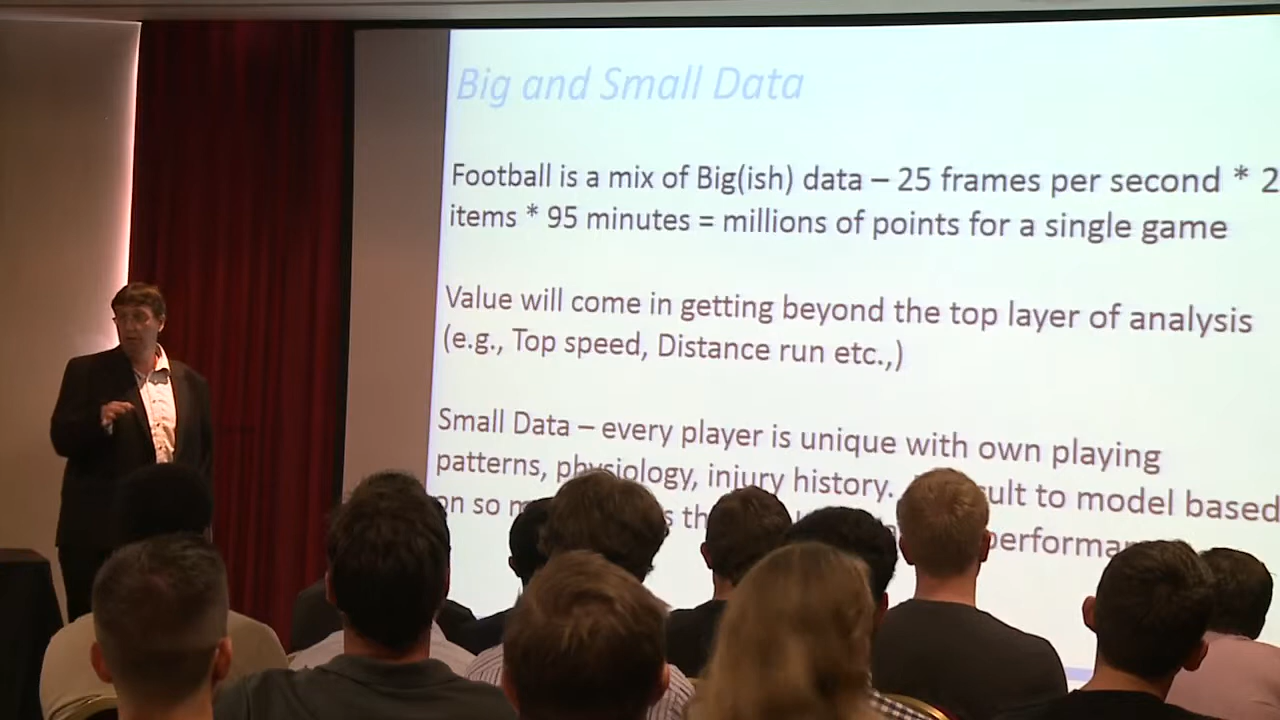 Big and Small Data
Football is a mix of Big(ish) data – 25 frames per second * 2
items * 95 minutes = millions of points for a single game
Value will come in getting beyond the top layer of analysis
(e.g., Top speed, Distance run etc.,)
Small Data – every player is unique with own playing
patterns, physiology, injury history. to model based
on so